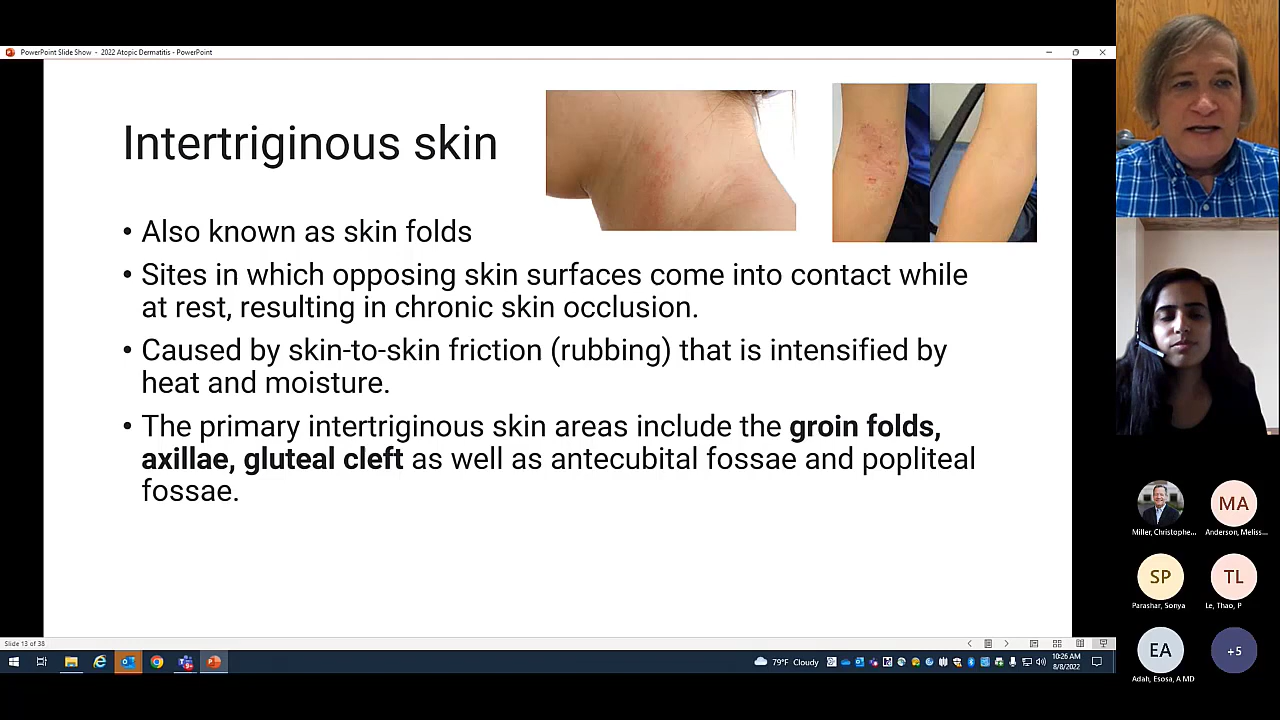 PowerPoint Slide Show - 2022 Atopic Dermatitis - PowerPoint
Intertriginous skin
• Also known as skin folds
• Sites in which opposing skin surfaces come into contact while
at rest, resulting in chronic skin occlusion.
• Caused by skin-to-skin friction (rubbing) that is intensified by
heat and moisture.
• The primary intertriginous skin areas include the groin folds,
axillae, gluteal cleft as well as antecubital fossae and popliteal
fossae.
Slide 13 of 38
79°F Cloudy
10:26 AM
8/8/2022
Miller, Christophe...
MA
Anderson, Meliss...
SP
Parashar, Sonya
TL
Le, Thao, P
EA
Adah, Esosa, A MD
+5